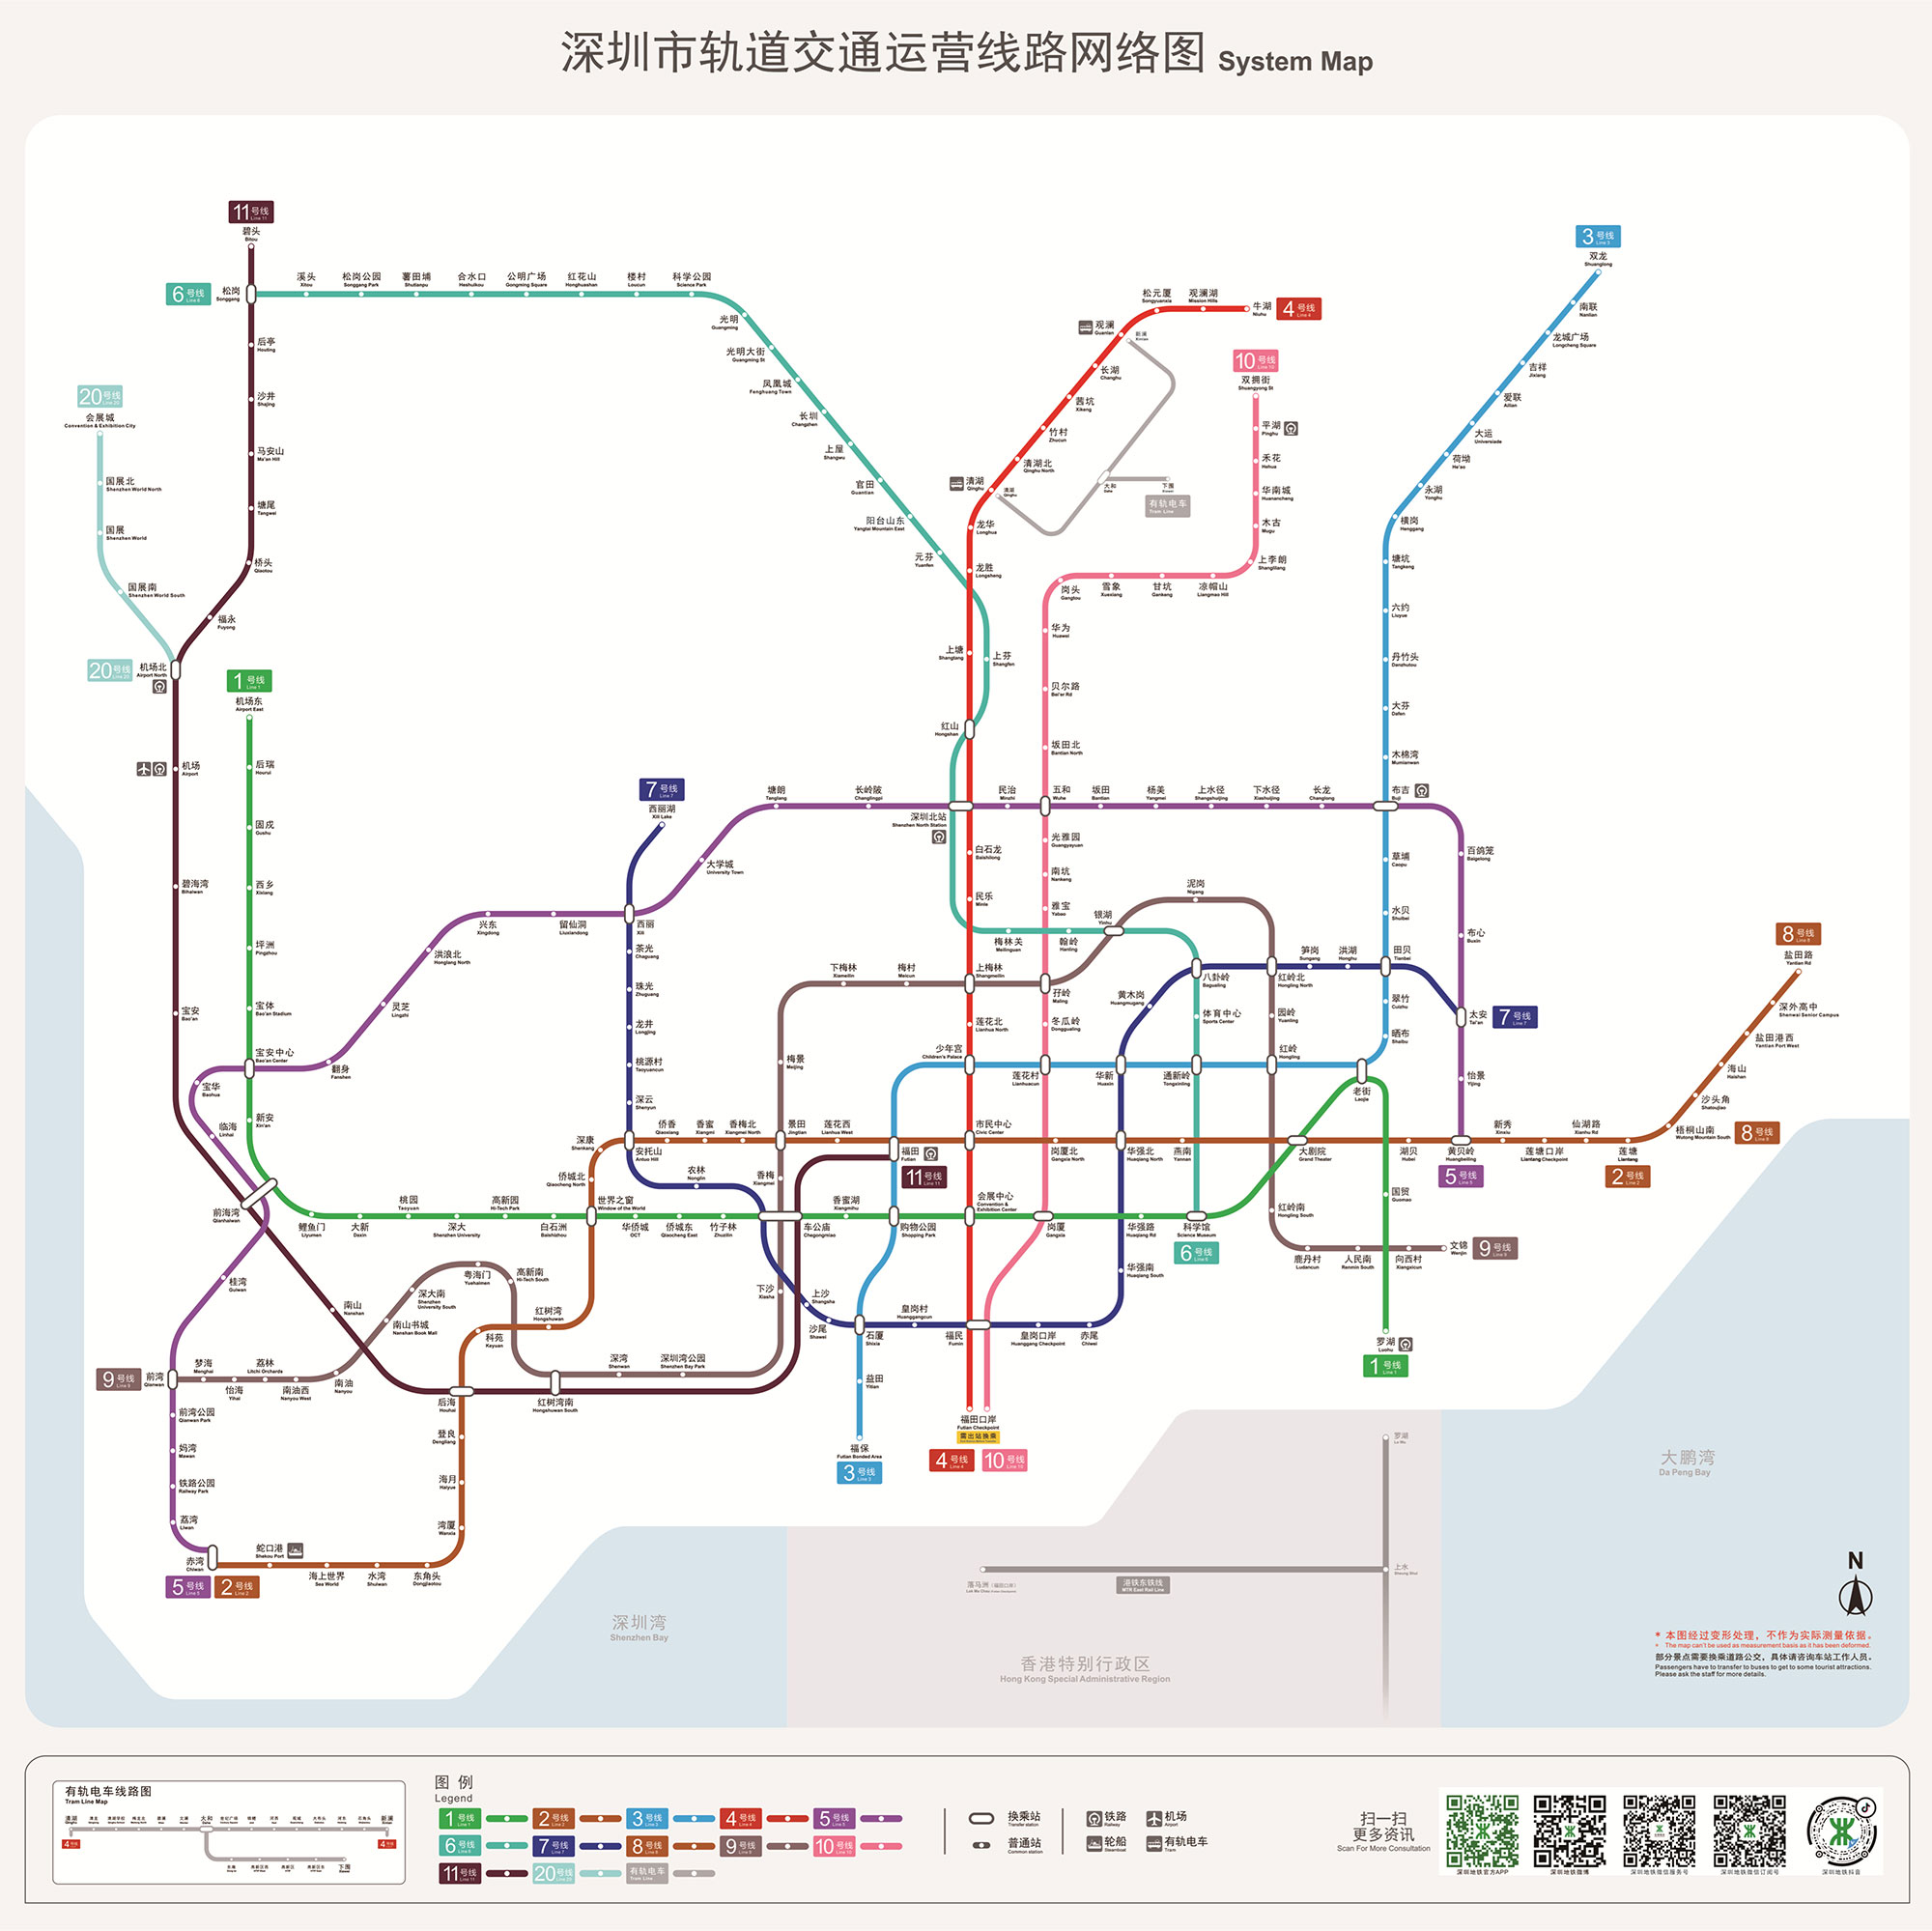 深圳市轨道交通运营线路网络图 System Map
11号线
Line 11
碧头
Bitou
6号线
Line 6
松岗
Songgang
溪头
Xitou
松岗公园
Songgang Park
薯田埔
Shutianpu
合水口
Heshuikou
公明广场
Gongming Square
红花山
Honghuashan
楼村
Loucun
科学公园
Science Park
光明
Guangming
光明大街
Guangming St
凤凰城
Fenghuang Town
长圳
Changzhen
上屋
Shangwu
官田
Guantian
阳台山东
Yangtai Mountain East
元芬
Yuanfen
上芬
Shangfen
后亭
Houting
沙井
Shajing
马安山
Ma'an Hill
塘尾
Tangwei
桥头
Qiaotou
福永
Fuyong
20号线
Line 20
会展城
Convention & Exhibition City
国展北
Shenzhen World North
国展
Shenzhen World
国展南
Shenzhen World South
20号线
Line 20
机场北
Airport North
机场
Airport
碧海湾
Bihaiwan
宝安
Bao'an
1号线
Line 1
机场东
Airport East
后瑞
Hourui
固戍
Gushu
西乡
Xixiang
坪洲
Pingzhou
宝体
Bao'an Stadium
宝安中心
Bao'an Center
新安
Xin'an
宝华
Baohua
临海
Linhai
翻身
Fanshen
灵芝
Lingzhi
洪浪北
Honglang North
兴东
Xingdong
留仙洞
Liuxiandong
西丽
Xili
大学城
University Town
塘朗
Tanglang
长岭陂
Changlingpi
深圳北站
Shenzhen North Station
民治
Minzhi
五和
Wuhe
坂田
Bantian
杨美
Yangmei
上水径
Shangshuijing
下水径
Xiashuijing
长龙
Changlong
布吉
Buji
百鸽笼
Baigelong
布心
Buxin
太安
Tai'an
7号线
Line 7
怡景
Yijing
黄贝岭
Huangbeiling
5号线
Line 5
3号线
Line 3
双龙
Shuanglong
南联
Nanlian
龙城广场
Longcheng Square
吉祥
Jixiang
爱联
Ailian
大运
Universiade
荷坳
He'ao
永湖
Yonghu
横岗
Henggang
塘坑
Tangkeng
六约
Liuyue
丹竹头
Danzhutou
大芬
Dafen
木棉湾
Mumianwan
草埔
Caopu
水贝
Shuibei
田贝
Tianbei
翠竹
Cuizhu
晒布
Shaibu
老街
Laojie
4号线
Line 4
牛湖
Niuhu
观澜湖
Mission Hills
松元厦
Songyuanxia
观澜
Guanlan
长湖
Changhu
茜坑
Xikeng
竹村
Zhucun
清湖北
Qinghu North
清湖
Qinghu
龙华
Longhua
龙胜
Longsheng
上塘
Shangtang
红山
Hongshan
白石龙
Baishilong
民乐
Minle
上梅林
Shangmeilin
莲花北
Lianhua North
少年宫
Children's Palace
市民中心
Civic Center
会展中心
Convention &
Exhibition Center
福民
Fumin
福田口岸
Futian Checkpoint
需出站换乘
4号线
Line 4
10号线
Line 10
新澜
Xinlan
清湖
Qinghu
大和
Dahe
下围
Xiawei
有轨电车
Tram Line
10号线
Line 10
双拥街
Shuangyong St
平湖
Pinghu
禾花
Hehua
华南城
Huanancheng
木古
Mugu
上李朗
Shanglilang
凉帽山
Liangmao Hill
甘坑
Gankeng
雪象
Xuexiang
岗头
Gangtou
华为
Huawei
贝尔路
Bei'er Rd
坂田北
Bantian North
光雅园
Guangyayuan
南坑
Nankeng
雅宝
Yabao
孖岭
Maling
冬瓜岭
Donggualing
莲花村
Lianhuacun
岗厦北
Gangxia North
岗厦
Gangxia
梅林关
Meilinguan
翰岭
Hanling
银湖
Yinhu
泥岗
Nigang
八卦岭
Bagualing
体育中心
Sports Center
通新岭
Tongxinling
科学馆
Science Museum
6号线
Line 6
7号线
Line 7
西丽湖
Xili Lake
茶光
Chaguang
珠光
Zhuguang
龙井
Longjing
桃源村
Taoyuancun
深云
Shenyun
安托山
Antuo Hill
农林
Nonglin
车公庙
Chegongmiao
上沙
Shangsha
沙尾
Shawei
石厦
Shixia
皇岗村
Huanggangcun
皇岗口岸
Huanggang Checkpoint
赤尾
Chiwei
华强南
Huaqiang South
华强北
Huaqiang North
华新
Huaxin
黄木岗
Huangmugang
红岭北
Hongling North
笋岗
Sungang
洪湖
Honghu
园岭
Yuanling
红岭
Hongling
红岭南
Hongling South
鹿丹村
Ludancun
人民南
Renmin South
向西村
Xiangxicun
文锦
Wenjin
9号线
Line 9
下梅林
Xiameilin
梅村
Meicun
梅景
Meijing
景田
Jingtian
香梅
Xiangmei
下沙
Xiasha
深康
Shenkang
侨香
Qiaoxiang
香蜜
Xiangmi
香梅北
Xiangmei North
莲花西
Lianhua West
福田
Futian
11号线
Line 11
燕南
Yannan
大剧院
Grand Theater
湖贝
Hubei
新秀
Xinxiu
莲塘口岸
Liantang Checkpoint
仙湖路
Xianhu Rd
莲塘
Liantang
2号线
Line 2
8号线
Line 8
梧桐山南
Wutong Mountain South
沙头角
Shatoujiao
海山
Haishan
盐田港西
Yantian Port West
深外高中
Shenwai Senior Campus
盐田路
Yantian Rd
8号线
Line 8
前海湾
Qianhaiwan
鲤鱼门
Liyumen
大新
Daxin
桃园
Taoyuan
深大
Shenzhen University
高新园
Hi-Tech Park
白石洲
Baishizhou
世界之窗
Window of the World
华侨城
OCT
侨城东
Qiaocheng East
竹子林
Zhuzilin
侨城北
Qiaocheng North
香蜜湖
Xiangmihu
购物公园
Shopping Park
华强路
Huaqiang Rd
国贸
Guomao
罗湖
Luohu
1号线
Line 1
益田
Yitian
福保
Futian Bonded Area
3号线
Line 3
桂湾
Guiwan
南山
Nanshan
9号线
Line 9
前湾
Qianwan
梦海
Menghai
怡海
Yihai
荔林
Litchi Orchards
南油西
Nanyou West
南油
Nanyou
南山书城
Nanshan Book Mall
深大南
Shenzhen
University South
粤海门
Yuehaimen
高新南
Hi-Tech South
红树湾
Hongshuwan
科苑
Keyuan
红树湾南
Hongshuwan South
深湾
Shenwan
深圳湾公园
Shenzhen Bay Park
后海
Houhai
登良
Dengliang
海月
Haiyue
湾厦
Wanxia
东角头
Dongjiaotou
水湾
Shuiwan
海上世界
Sea World
蛇口港
Shekou Port
赤湾
Chiwan
5号线
Line 5
2号线
Line 2
前湾公园
Qianwan Park
妈湾
Mawan
铁路公园
Railway Park
荔湾
Liwan
深圳湾
Shenzhen Bay
香港特别行政区
Hong Kong Special Administrative Region
大鹏湾
Da Peng Bay
罗湖
Lo Wu
上水
Sheung Shui
落马洲（福田口岸）
港铁东铁线
MTR East Rail Line
N
* 本图经过变形处理，不作为实际测量依据。
* The map can't be used as measurement basis as it has been deformed.
部分景点需要换乘道路公交，具体请咨询车站工作人员。
Passengers have to transfer to buses to get to some tourist attractions.
Please ask the staff for more details.
有轨电车线路图
Tram Line Map
清湖
大和
新澜
下围
4号线
4号线
图 例
Legend
1号线
Line 1
2号线
Line 2
3号线
Line 3
4号线
Line 4
5号线
Line 5
6号线
Line 6
7号线
Line 7
8号线
Line 8
9号线
Line 9
10号线
Line 10
11号线
Line 11
20号线
Line 20
有轨电车
Tram Line
换乘站
Transfer station
普通站
Common station
铁路
Railway
机场
Airport
轮船
Steamboat
有轨电车
Tram
扫一扫
更多资讯
Scan For More Consultation
深圳地铁官方APP
深圳地铁微博
深圳地铁微信服务号
深圳地铁微信订阅号
深圳地铁抖音